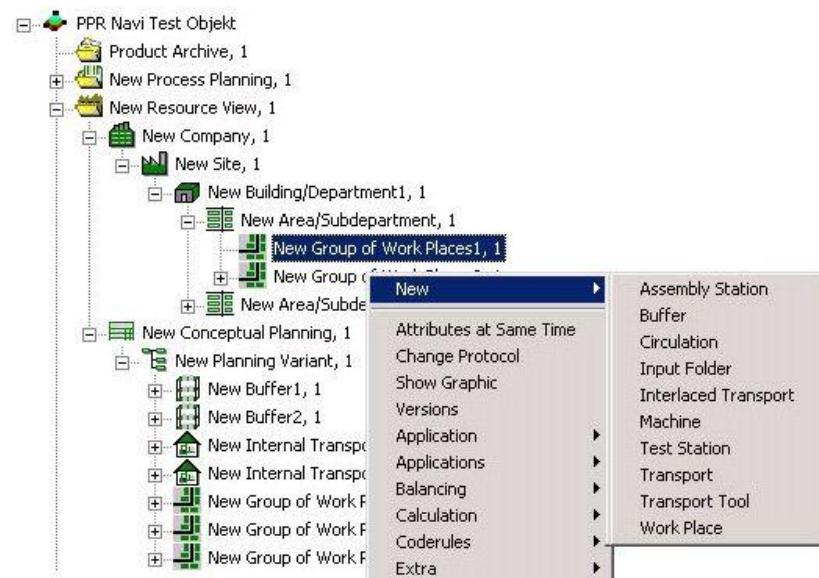 PPR Navi Test Objekt
Product Archive, 1
New Process Planning, 1
New Resource View, 1
New Company, 1
New Site, 1
New Building/Department1, 1
New Area/Subdepartment, 1
New Group of Work Places1, 1
New Group
New Area/Subde
New Conceptual Planning, 1
New Planning Variant, 1
New Buffer1, 1
New Buffer2, 1
New Internal Transpo
New Internal Transpo
New Group of Work P
New Group of Work P
New Group of Work P
New
Attributes at Same Time
Change Protocol
Show Graphic
Versions
Application
Applications
Balancing
Calculation
Coderules
Extra
Assembly Station
Buffer
Circulation
Input Folder
Interlaced Transport
Machine
Test Station
Transport
Transport Tool
Work Place